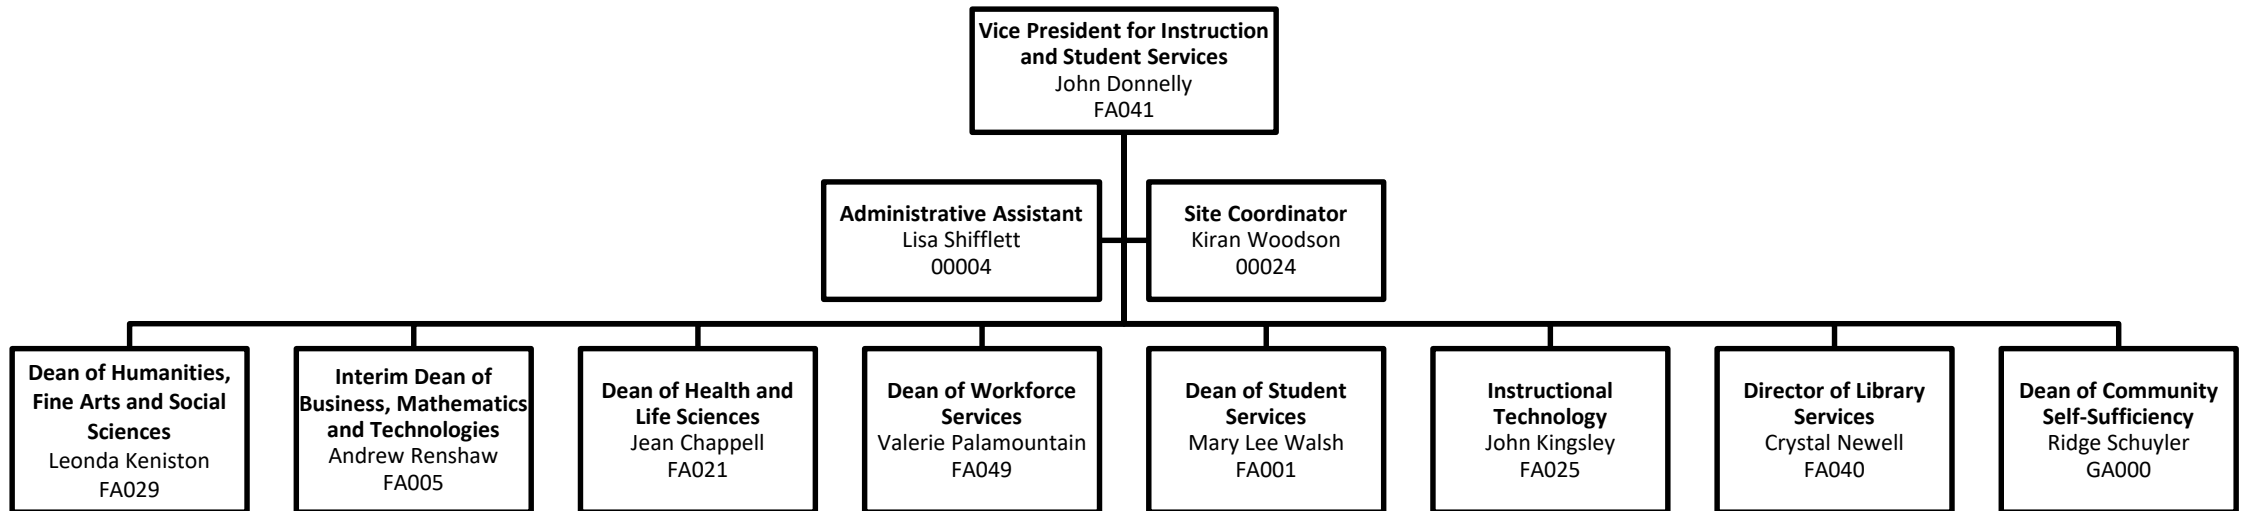 Vice President for Instruction
and Student Services
John Donnelly
FA041
Administrative Assistant
Lisa Shifflett
00004
Site Coordinator
Kiran Woodson
00024
Dean of Humanities,
Fine Arts and Social
Sciences
Leonda Keniston
FA029
Interim Dean of
Business, Mathematics
and Technologies
Andrew Renshaw
FA005
Dean of Health and
Life Sciences
Jean Chappell
FA021
Dean of Workforce
Services
Valerie Palamountain
FA049
Dean of Student
Services
Mary Lee Walsh
FA001
Instructional
Technology
John Kingsley
FA025
Director of Library
Services
Crystal Newell
FA040
Dean of Community
Self-Sufficiency
Ridge Schuyler
GA000